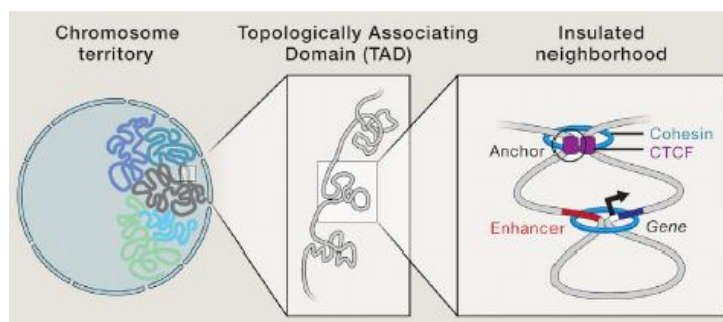 Chromosome
territory
Topologically Associating
Domain (TAD)
Insulated
neighborhood
Cohesin
CTCF
Anchor
Enhancer
Gene